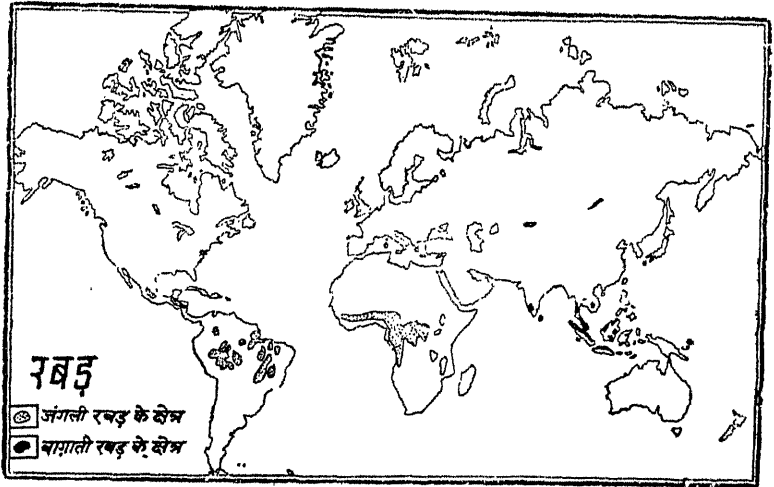 रबड़
जंगली रबड़ के क्षेत्र
बाग़ाती रबड़ के क्षेत्र